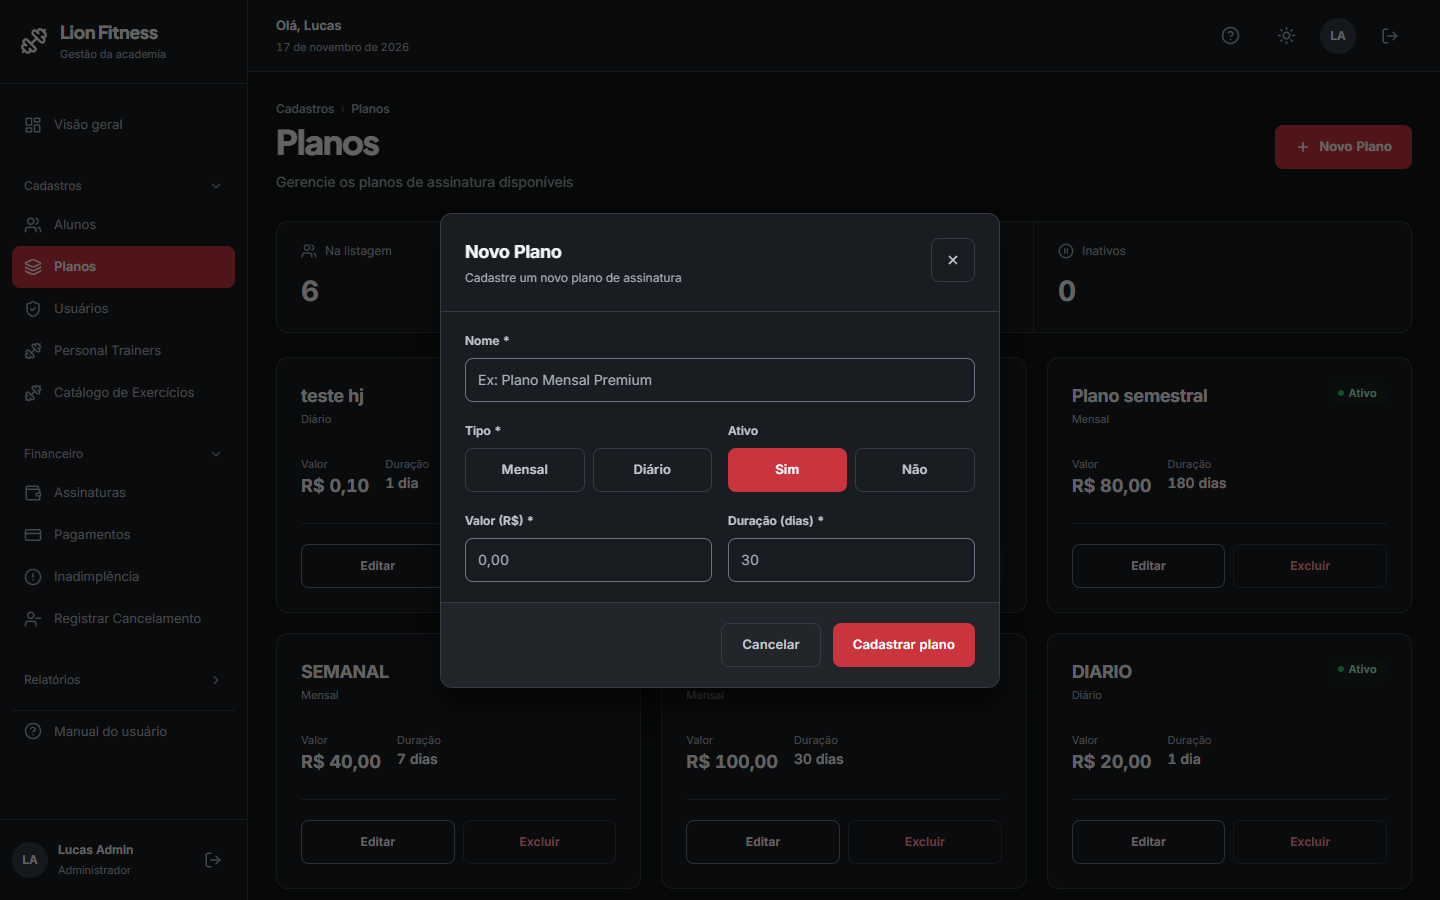 Lion Fitness
Gestão da academia
Olá, Lucas
17 de novembro de 2026
LA
Visão geral
Cadastros
Alunos
Planos
Usuários
Personal Trainers
Catálogo de Exercícios
Financeiro
Assinaturas
Pagamentos
Inadimplência
Registrar Cancelamento
Relatórios
Manual do usuário
LA
Lucas Admin
Administrador
Cadastros › Planos
Planos
Gerencie os planos de assinatura disponíveis
+ Novo Plano
Na listagem
6
Inativos
0
teste hj
Diário
Valor
Duração
R$ 0,10
1 dia
Editar
Plano semestral
Ativo
Mensal
Valor
Duração
R$ 80,00
180 dias
Editar
Excluir
SEMANAL
Mensal
Valor
Duração
R$ 40,00
7 dias
Editar
Excluir
Mensal
Valor
Duração
R$ 100,00
30 dias
Editar
Excluir
DIARIO
Ativo
Diário
Valor
Duração
R$ 20,00
1 dia
Editar
Excluir
Novo Plano
Cadastre um novo plano de assinatura
Nome *
Ex: Plano Mensal Premium
Tipo *
Ativo
Mensal
Diário
Sim
Não
Valor (R$) *
Duração (dias) *
0,00
30
Cancelar
Cadastrar plano